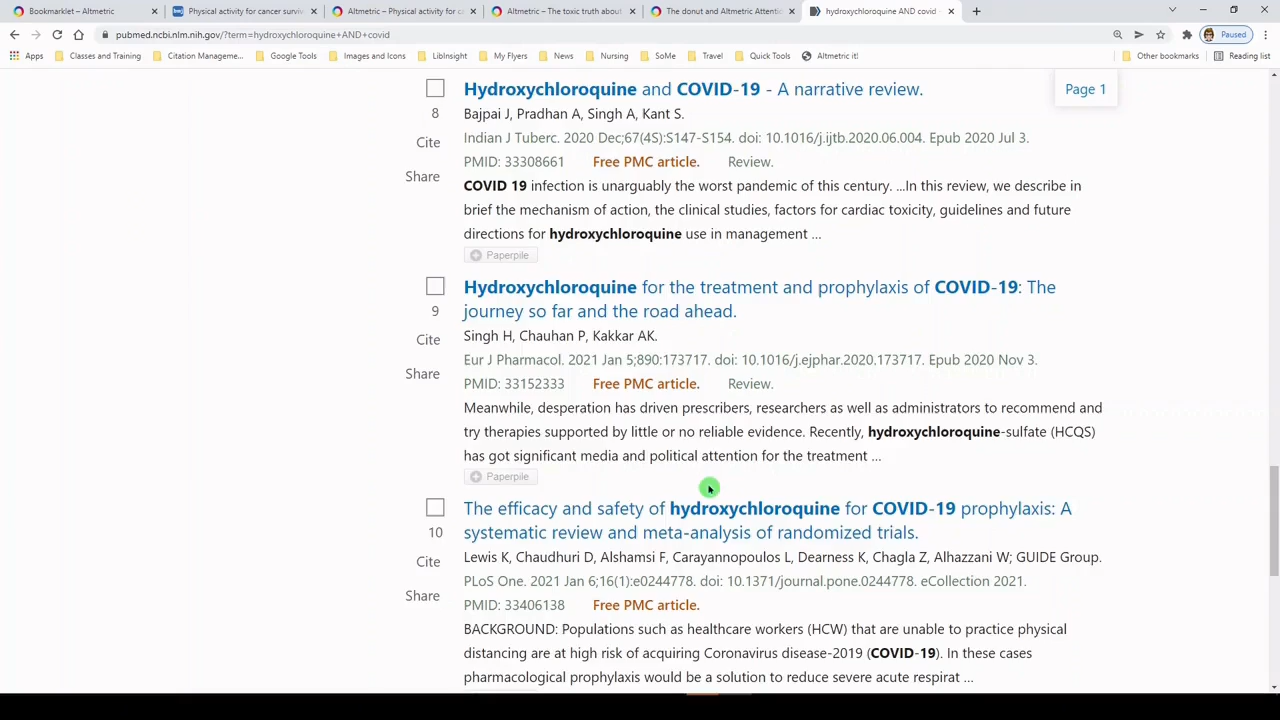 Bookmarklet – Altmetric
Physical activity for cancer surviv
Altmetric – Physical activity for ca
Altmetric – The toxic truth about
The donut and Altmetric Attenti
hydroxychloroquine AND covid
pubmed.ncbi.nlm.nih.gov/?term=hydroxychloroquine+AND+covid
Paused
Apps
Classes and Training
Citation Manageme...
Google Tools
Images and Icons
LibInsight
My Flyers
News
Nursing
SoMe
Travel
Quick Tools
Altmetric it!
Other bookmarks
Reading list
Page 1
Hydroxychloroquine and COVID-19 - A narrative review.
8
Bajpai J, Pradhan A, Singh A, Kant S.
Cite
Indian J Tuberc. 2020 Dec;67(4S):S147-S154. doi: 10.1016/j.ijtb.2020.06.004. Epub 2020 Jul 3.
PMID: 33308661 Free PMC article. Review.
Share
COVID 19 infection is unarguably the worst pandemic of this century. ...In this review, we describe in
brief the mechanism of action, the clinical studies, factors for cardiac toxicity, guidelines and future
directions for hydroxychloroquine use in management ...
Paperpile
Hydroxychloroquine for the treatment and prophylaxis of COVID-19: The
9
journey so far and the road ahead.
Cite
Singh H, Chauhan P, Kakkar AK.
Eur J Pharmacol. 2021 Jan 5;890:173717. doi: 10.1016/j.ejphar.2020.173717. Epub 2020 Nov 3.
Share
PMID: 33152333 Free PMC article. Review.
Meanwhile, desperation has driven prescribers, researchers as well as administrators to recommend and
try therapies supported by little or no reliable evidence. Recently, hydroxychloroquine-sulfate (HCQS)
has got significant media and political attention for the treatment ...
Paperpile
The efficacy and safety of hydroxychloroquine for COVID-19 prophylaxis: A
10
systematic review and meta-analysis of randomized trials.
Cite
Lewis K, Chaudhuri D, Alshamsi F, Carayannopoulos L, Dearness K, Chagla Z, Alhazzani W; GUIDE Group.
PLoS One. 2021 Jan 6;16(1):e0244778. doi: 10.1371/journal.pone.0244778. eCollection 2021.
Share
PMID: 33406138 Free PMC article.
BACKGROUND: Populations such as healthcare workers (HCW) that are unable to practice physical
distancing are at high risk of acquiring Coronavirus disease-2019 (COVID-19). In these cases
pharmacological prophylaxis would be a solution to reduce severe acute respirat ...